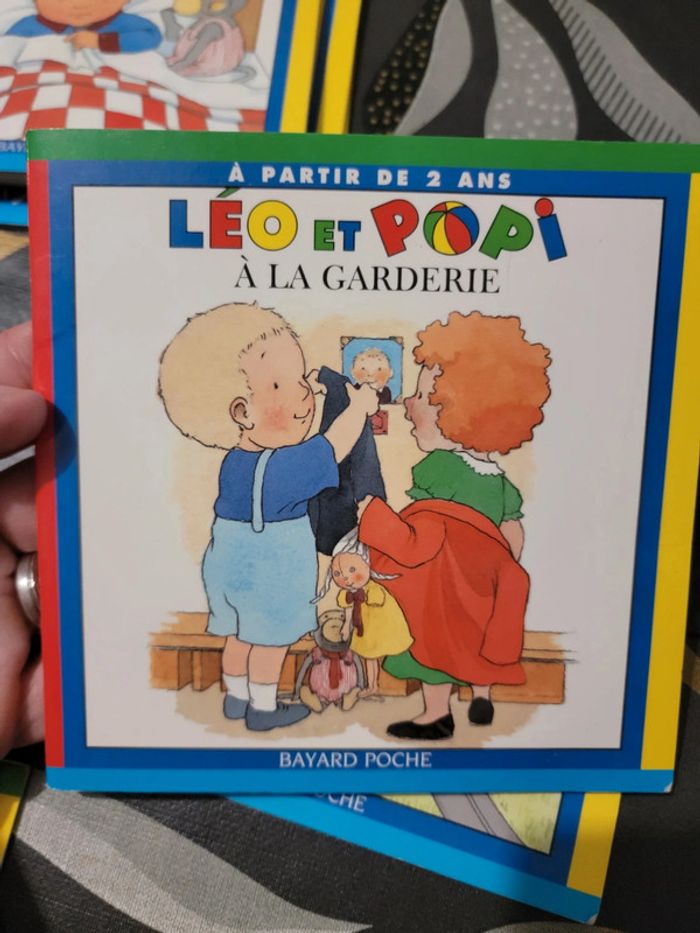 À PARTIR DE 2 ANS
LÉO ET POPi
À LA GARDERIE
BAYARD POCHE